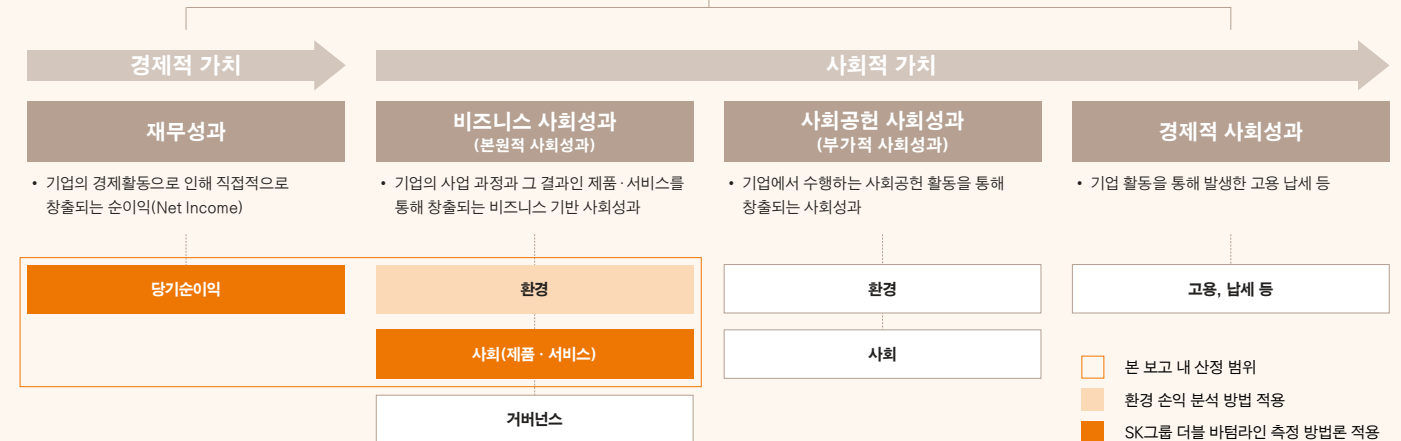 경제적 가치
사회적 가치
재무성과
비즈니스 사회성과
(본원적 사회성과)
사회공헌 사회성과
(부가적 사회성과)
경제적 사회성과
• 기업의 경제활동으로 인해 직접적으로
창출되는 순이익(Net Income)
• 기업의 사업 과정과 그 결과인 제품 · 서비스를
통해 창출되는 비즈니스 기반 사회성과
• 기업에서 수행하는 사회공헌 활동을 통해
창출되는 사회성과
• 기업 활동을 통해 발생한 고용 납세 등
당기순이익
환경
사회(제품 · 서비스)
거버넌스
환경
사회
고용, 납세 등
본 보고 내 산정 범위
환경 손익 분석 방법 적용
SK그룹 더블 바텀라인 측정 방법론 적용